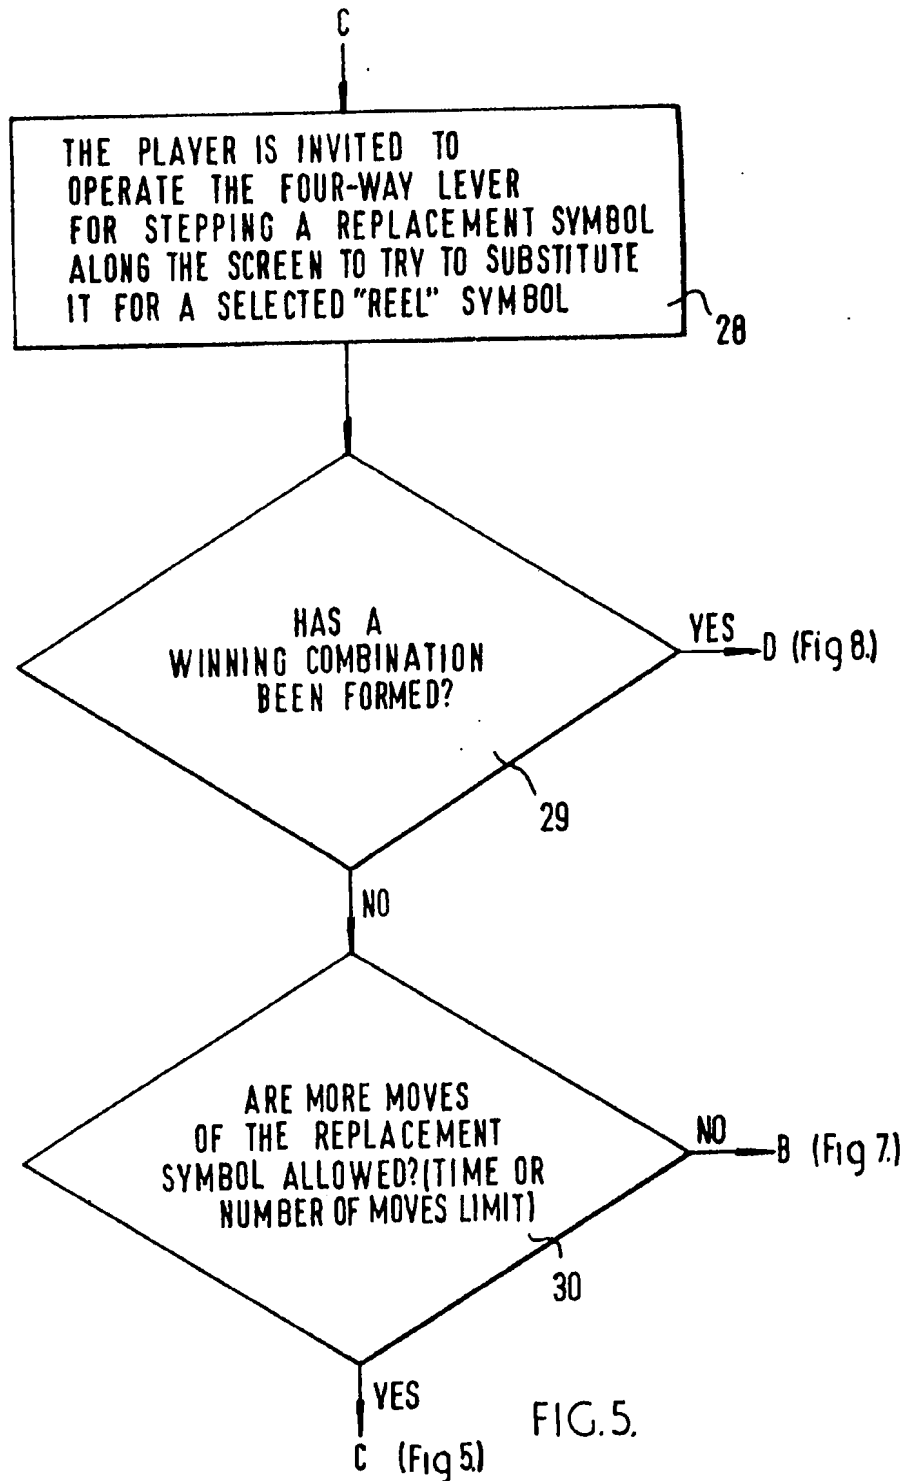 C
THE PLAYER IS INVITED TO
OPERATE THE FOUR-WAY LEVER
FOR STEPPING A REPLACEMENT SYMBOL
ALONG THE SCREEN TO TRY TO SUBSTITUTE
IT FOR A SELECTED "REEL" SYMBOL
28
HAS A
WINNING COMBINATION
BEEN FORMED?
YES D (Fig 8.)
29
NO
ARE MORE MOVES
OF THE REPLACEMENT
SYMBOL ALLOWED?(TIME OR
NUMBER OF MOVES LIMIT)
NO B (Fig 7.)
30
YES
C (Fig 5.)
FIG.5.